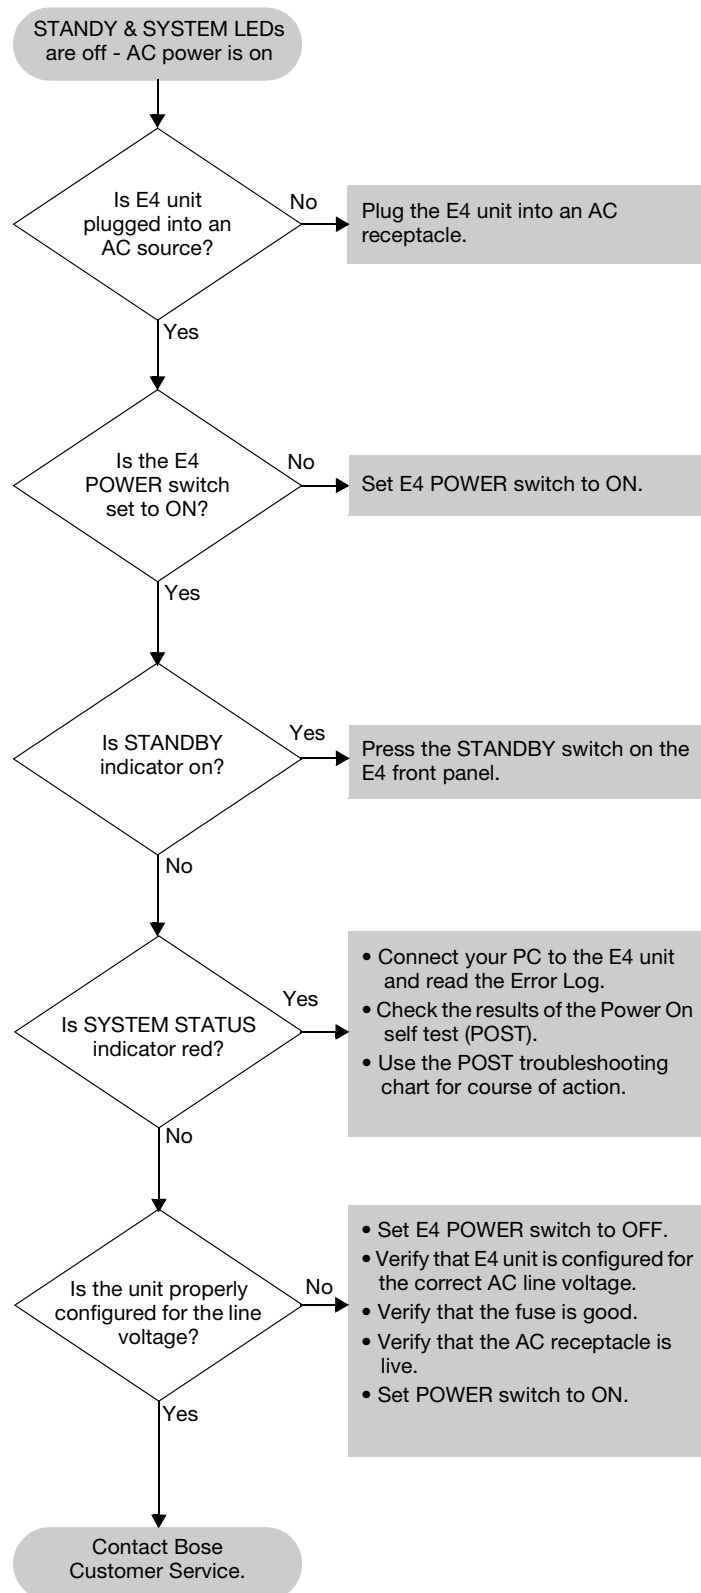 STANDY & SYSTEM LEDs
are off - AC power is on
Is E4 unit
plugged into an
AC source?
No
Plug the E4 unit into an AC
receptacle.
Yes
Is the E4
POWER switch
set to ON?
No
Set E4 POWER switch to ON.
Yes
Is STANDBY
indicator on?
Yes
Press the STANDBY switch on the
E4 front panel.
No
Is SYSTEM STATUS
indicator red?
Yes
• Connect your PC to the E4 unit
and read the Error Log.
• Check the results of the Power On
self test (POST).
• Use the POST troubleshooting
chart for course of action.
No
Is the unit properly
configured for the line
voltage?
No
• Set E4 POWER switch to OFF.
• Verify that E4 unit is configured for
the correct AC line voltage.
• Verify that the fuse is good.
• Verify that the AC receptacle is
live.
• Set POWER switch to ON.
Yes
Contact Bose
Customer Service.